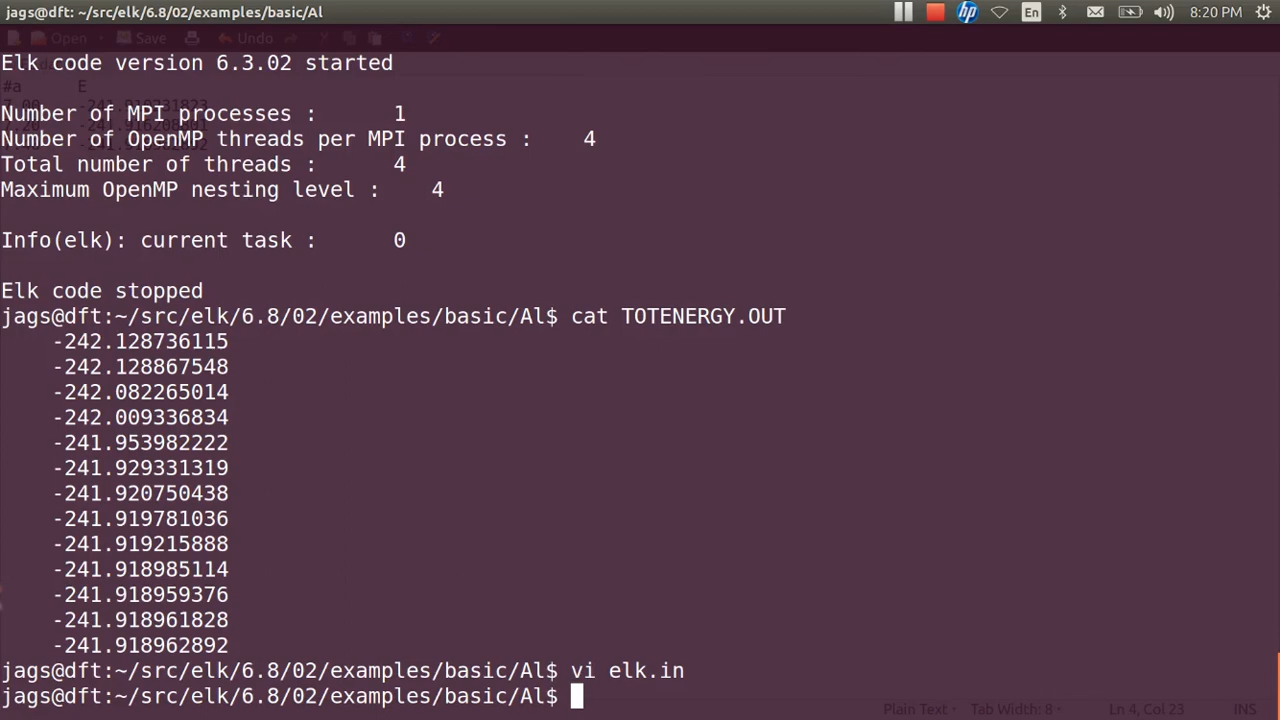 jags@dft: ~/src/elk/6.8/02/examples/basic/Al
En
8:20 PM
Open
Save
Undo
Elk code version 6.3.02 started
#a E
Number of MPI processes : 1
Number of OpenMP threads per MPI process : 4
Total number of threads : 4
Maximum OpenMP nesting level : 4
Info(elk): current task : 0
Elk code stopped
jags@dft:~/src/elk/6.8/02/examples/basic/Al$ cat TOTENERGY.OUT
-242.128736115
-242.128867548
-242.082265014
-242.009336834
-241.953982222
-241.929331319
-241.920750438
-241.919781036
-241.919215888
-241.918985114
-241.918959376
-241.918961828
-241.918962892
jags@dft:~/src/elk/6.8/02/examples/basic/Al$ vi elk.in
jags@dft:~/src/elk/6.8/02/examples/basic/Al$
Plain Text Tab Width: 8 Ln 4, Col 23 INS